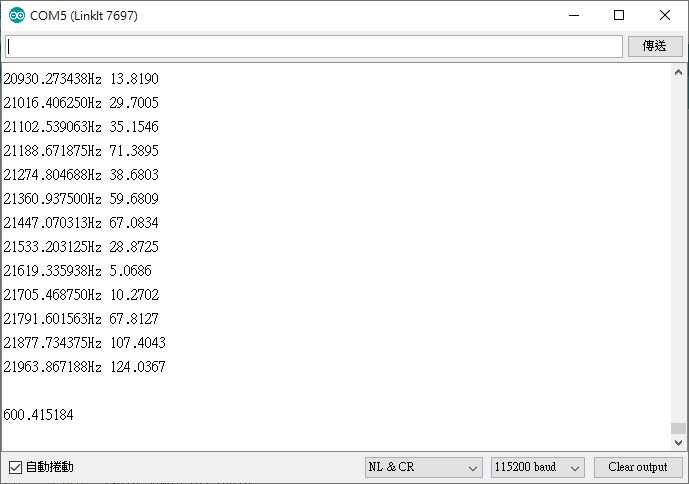 COM5 (LinkIt 7697)
傳送
20930.273438Hz 13.8190
21016.406250Hz 29.7005
21102.539063Hz 35.1546
21188.671875Hz 71.3895
21274.804688Hz 38.6803
21360.937500Hz 59.6809
21447.070313Hz 67.0834
21533.203125Hz 28.8725
21619.335938Hz 5.0686
21705.468750Hz 10.2702
21791.601563Hz 67.8127
21877.734375Hz 107.4043
21963.867188Hz 124.0367
600.415184
自動捲動 NL & CR 115200 baud Clear output